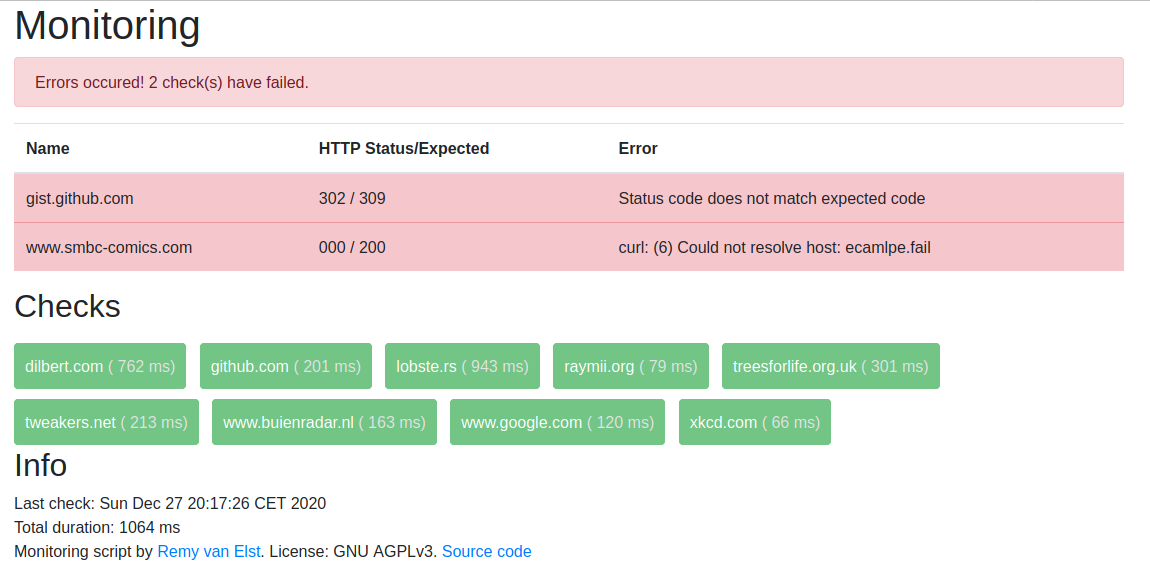 Monitoring
Errors occured! 2 check(s) have failed.
Name HTTP Status/Expected Error
gist.github.com 302 / 309 Status code does not match expected code
www.smbc-comics.com 000 / 200 curl: (6) Could not resolve host: ecamlpe.fail
Checks
dilbert.com ( 762 ms) github.com ( 201 ms) lobste.rs ( 943 ms) raymii.org ( 79 ms) treesforlife.org.uk ( 301 ms)
tweakers.net ( 213 ms) www.buienradar.nl ( 163 ms) www.google.com ( 120 ms) xkcd.com ( 66 ms)
Info
Last check: Sun Dec 27 20:17:26 CET 2020
Total duration: 1064 ms
Monitoring script by Remy van Elst. License: GNU AGPLv3. Source code